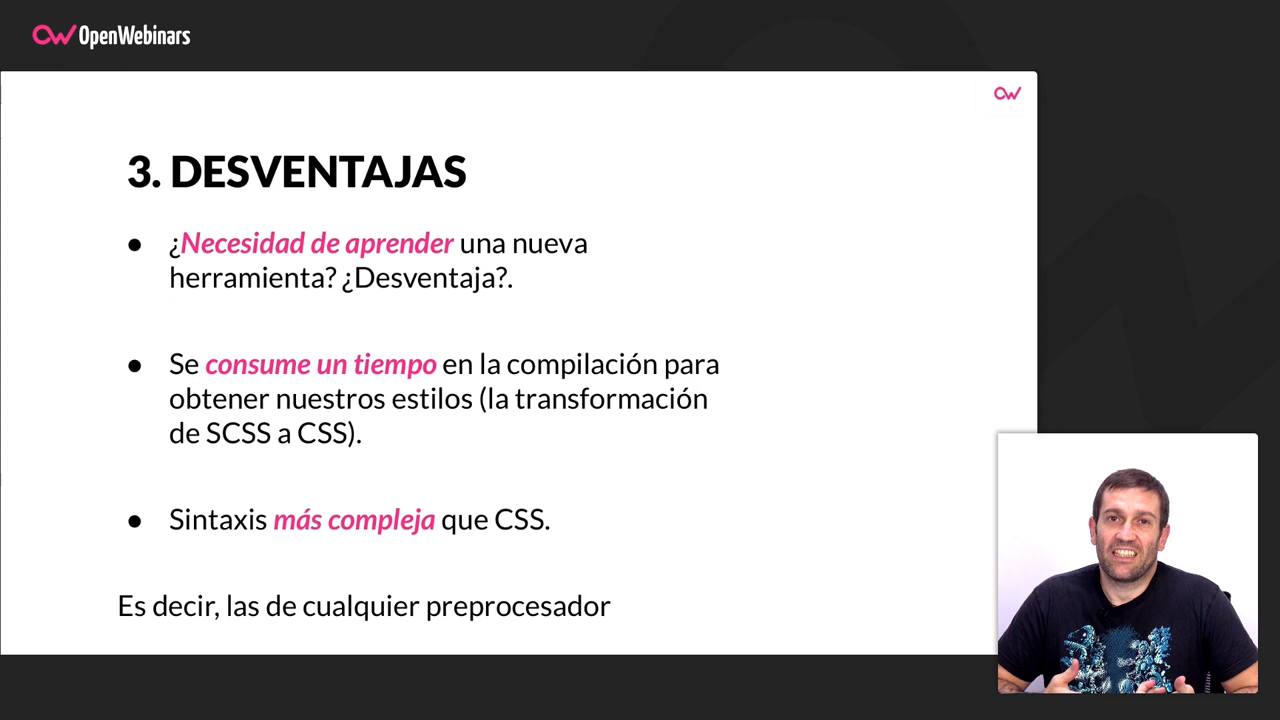 OpenWebinars
3. DESVENTAJAS
● ¿Necesidad de aprender una nueva
herramienta? ¿Desventaja?.
● Se consume un tiempo en la compilación para
obtener nuestros estilos (la transformación
de SCSS a CSS).
● Sintaxis más compleja que CSS.
Es decir, las de cualquier preprocesador